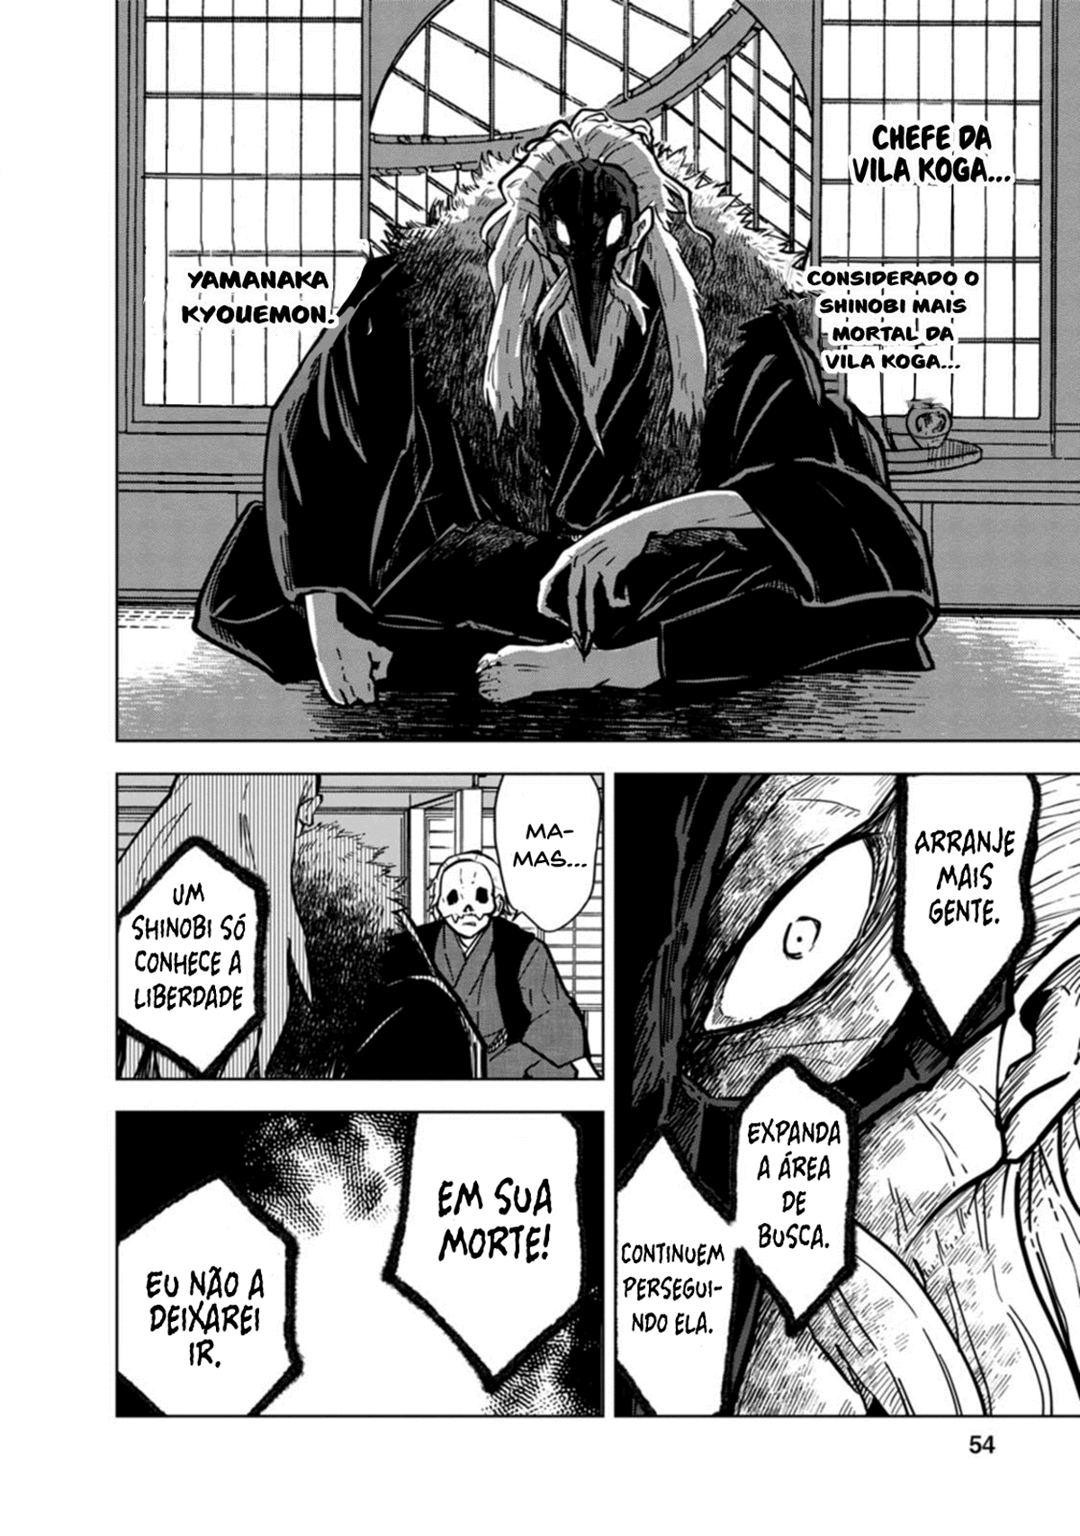 CHEFE DA
VILA KOGA...
CONSIDERADO O
SHINOBI MAIS
MORTAL DA
VILA KOGA...
YAMANAKA
KYOUEMON.
ARRANJE
MAIS
GENTE.
EXPANDA
A ÁREA
DE
BUSCA.
CONTINUEM
PERSEGUI-
NDO ELA.
MA-
MAS...
UM
SHINOBI SÓ
CONHECE A
LIBERDADE
EM SUA
MORTE!
EU NÃO A
DEIXAREI
IR.
54